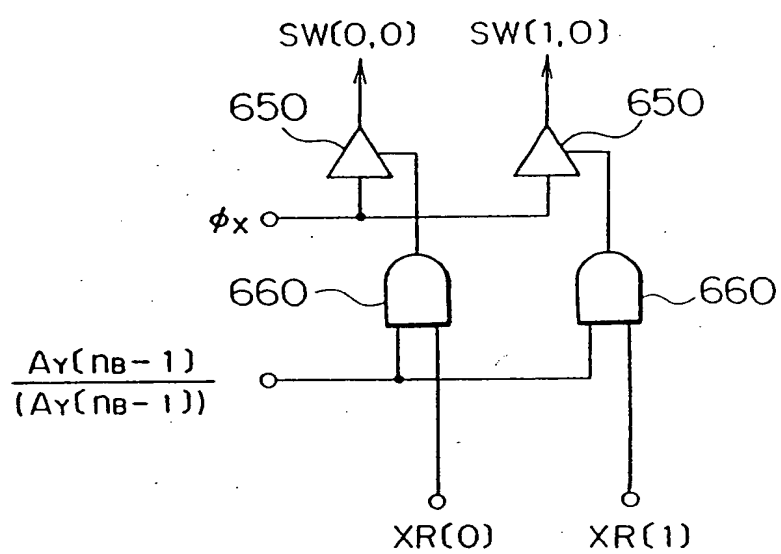 SW(0,0) SW(1,0)
650 650
ϕx
660 660
AY(nB-1)
(AY(nB-1))
XR(0) XR(1)